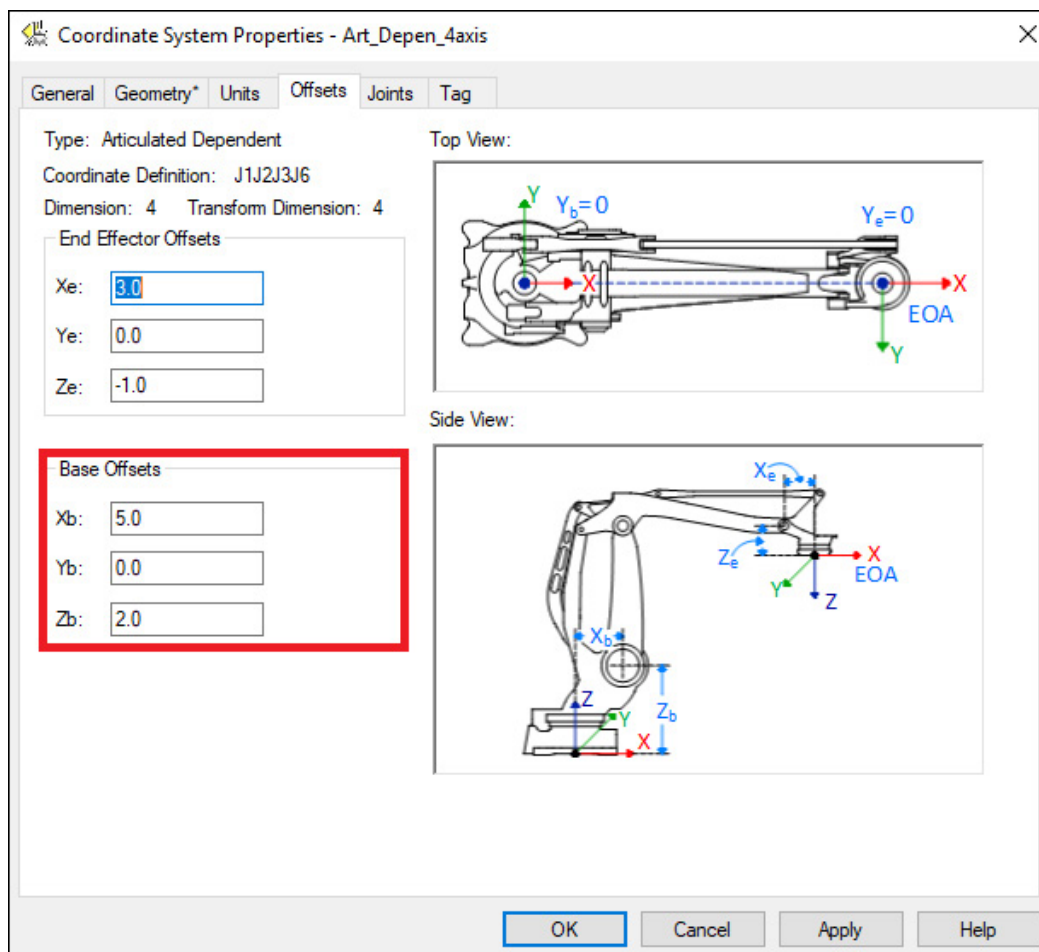 Coordinate System Properties - Art_Depen_4axis
General Geometry* Units Offsets Joints Tag
Type: Articulated Dependent
Coordinate Definition: J1J2J3J6
Dimension: 4 Transform Dimension: 4
End Effector Offsets
Xe: 3.0
Ye: 0.0
Ze: -1.0
Base Offsets
Xb: 5.0
Yb: 0.0
Zb: 2.0
Top View:
Y
Yb=0
Ye=0
X
X
EOA
Y
Side View:
Xe
Ze
X
EOA
Y
Z
Xb
Z
Y
Zb
X
OK Cancel Apply Help